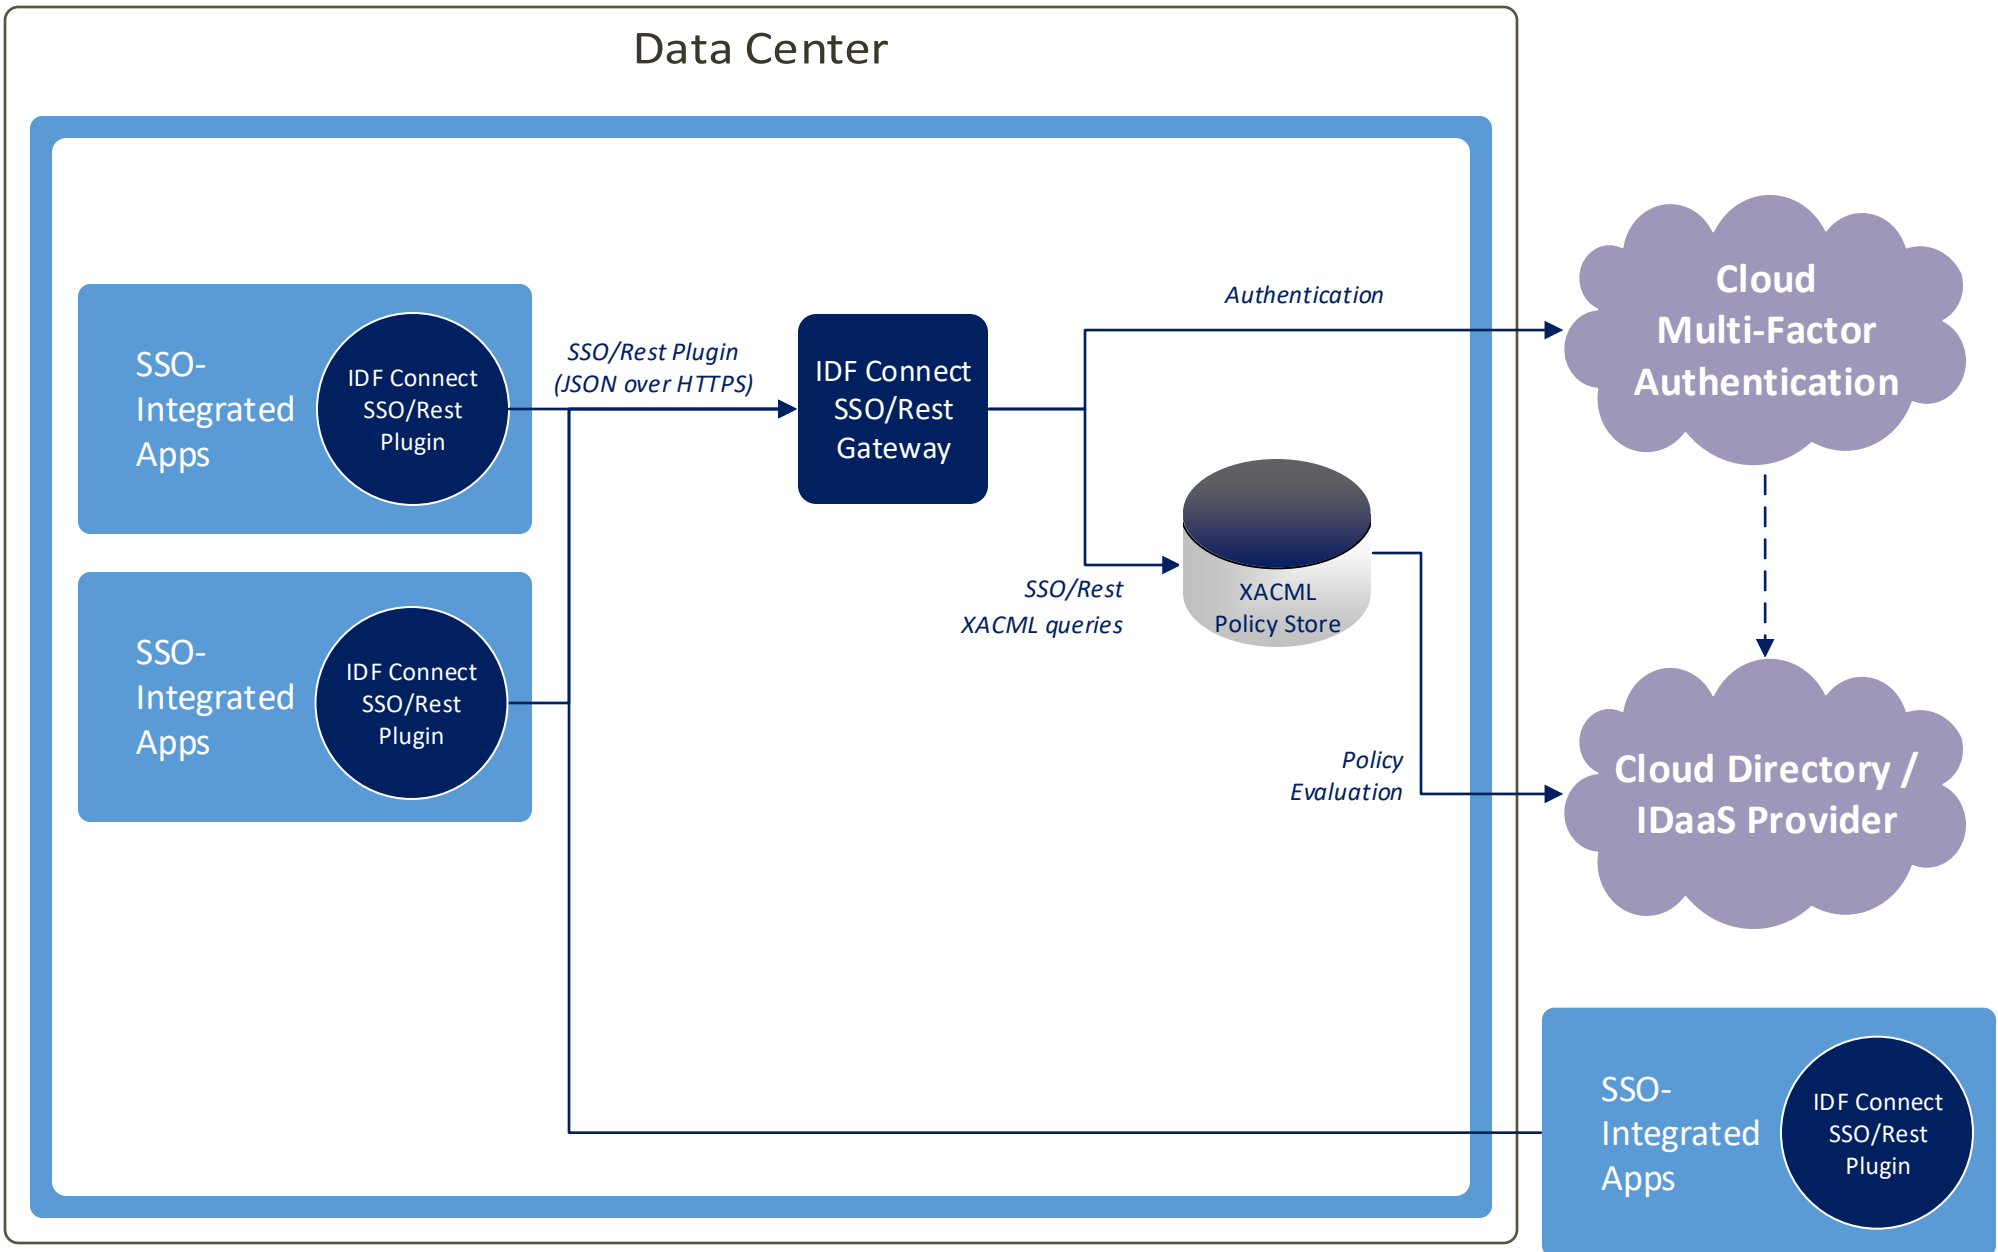 Data Center
SSO-
Integrated
Apps
IDF Connect
SSO/Rest
Plugin
SSO/Rest Plugin
(JSON over HTTPS)
IDF Connect
SSO/Rest
Gateway
Authentication
Cloud
Multi-Factor
Authentication
SSO/Rest
XACML queries
XACML
Policy Store
SSO-
Integrated
Apps
IDF Connect
SSO/Rest
Plugin
Policy
Evaluation
Cloud Directory /
IDaaS Provider
SSO-
Integrated
Apps
IDF Connect
SSO/Rest
Plugin